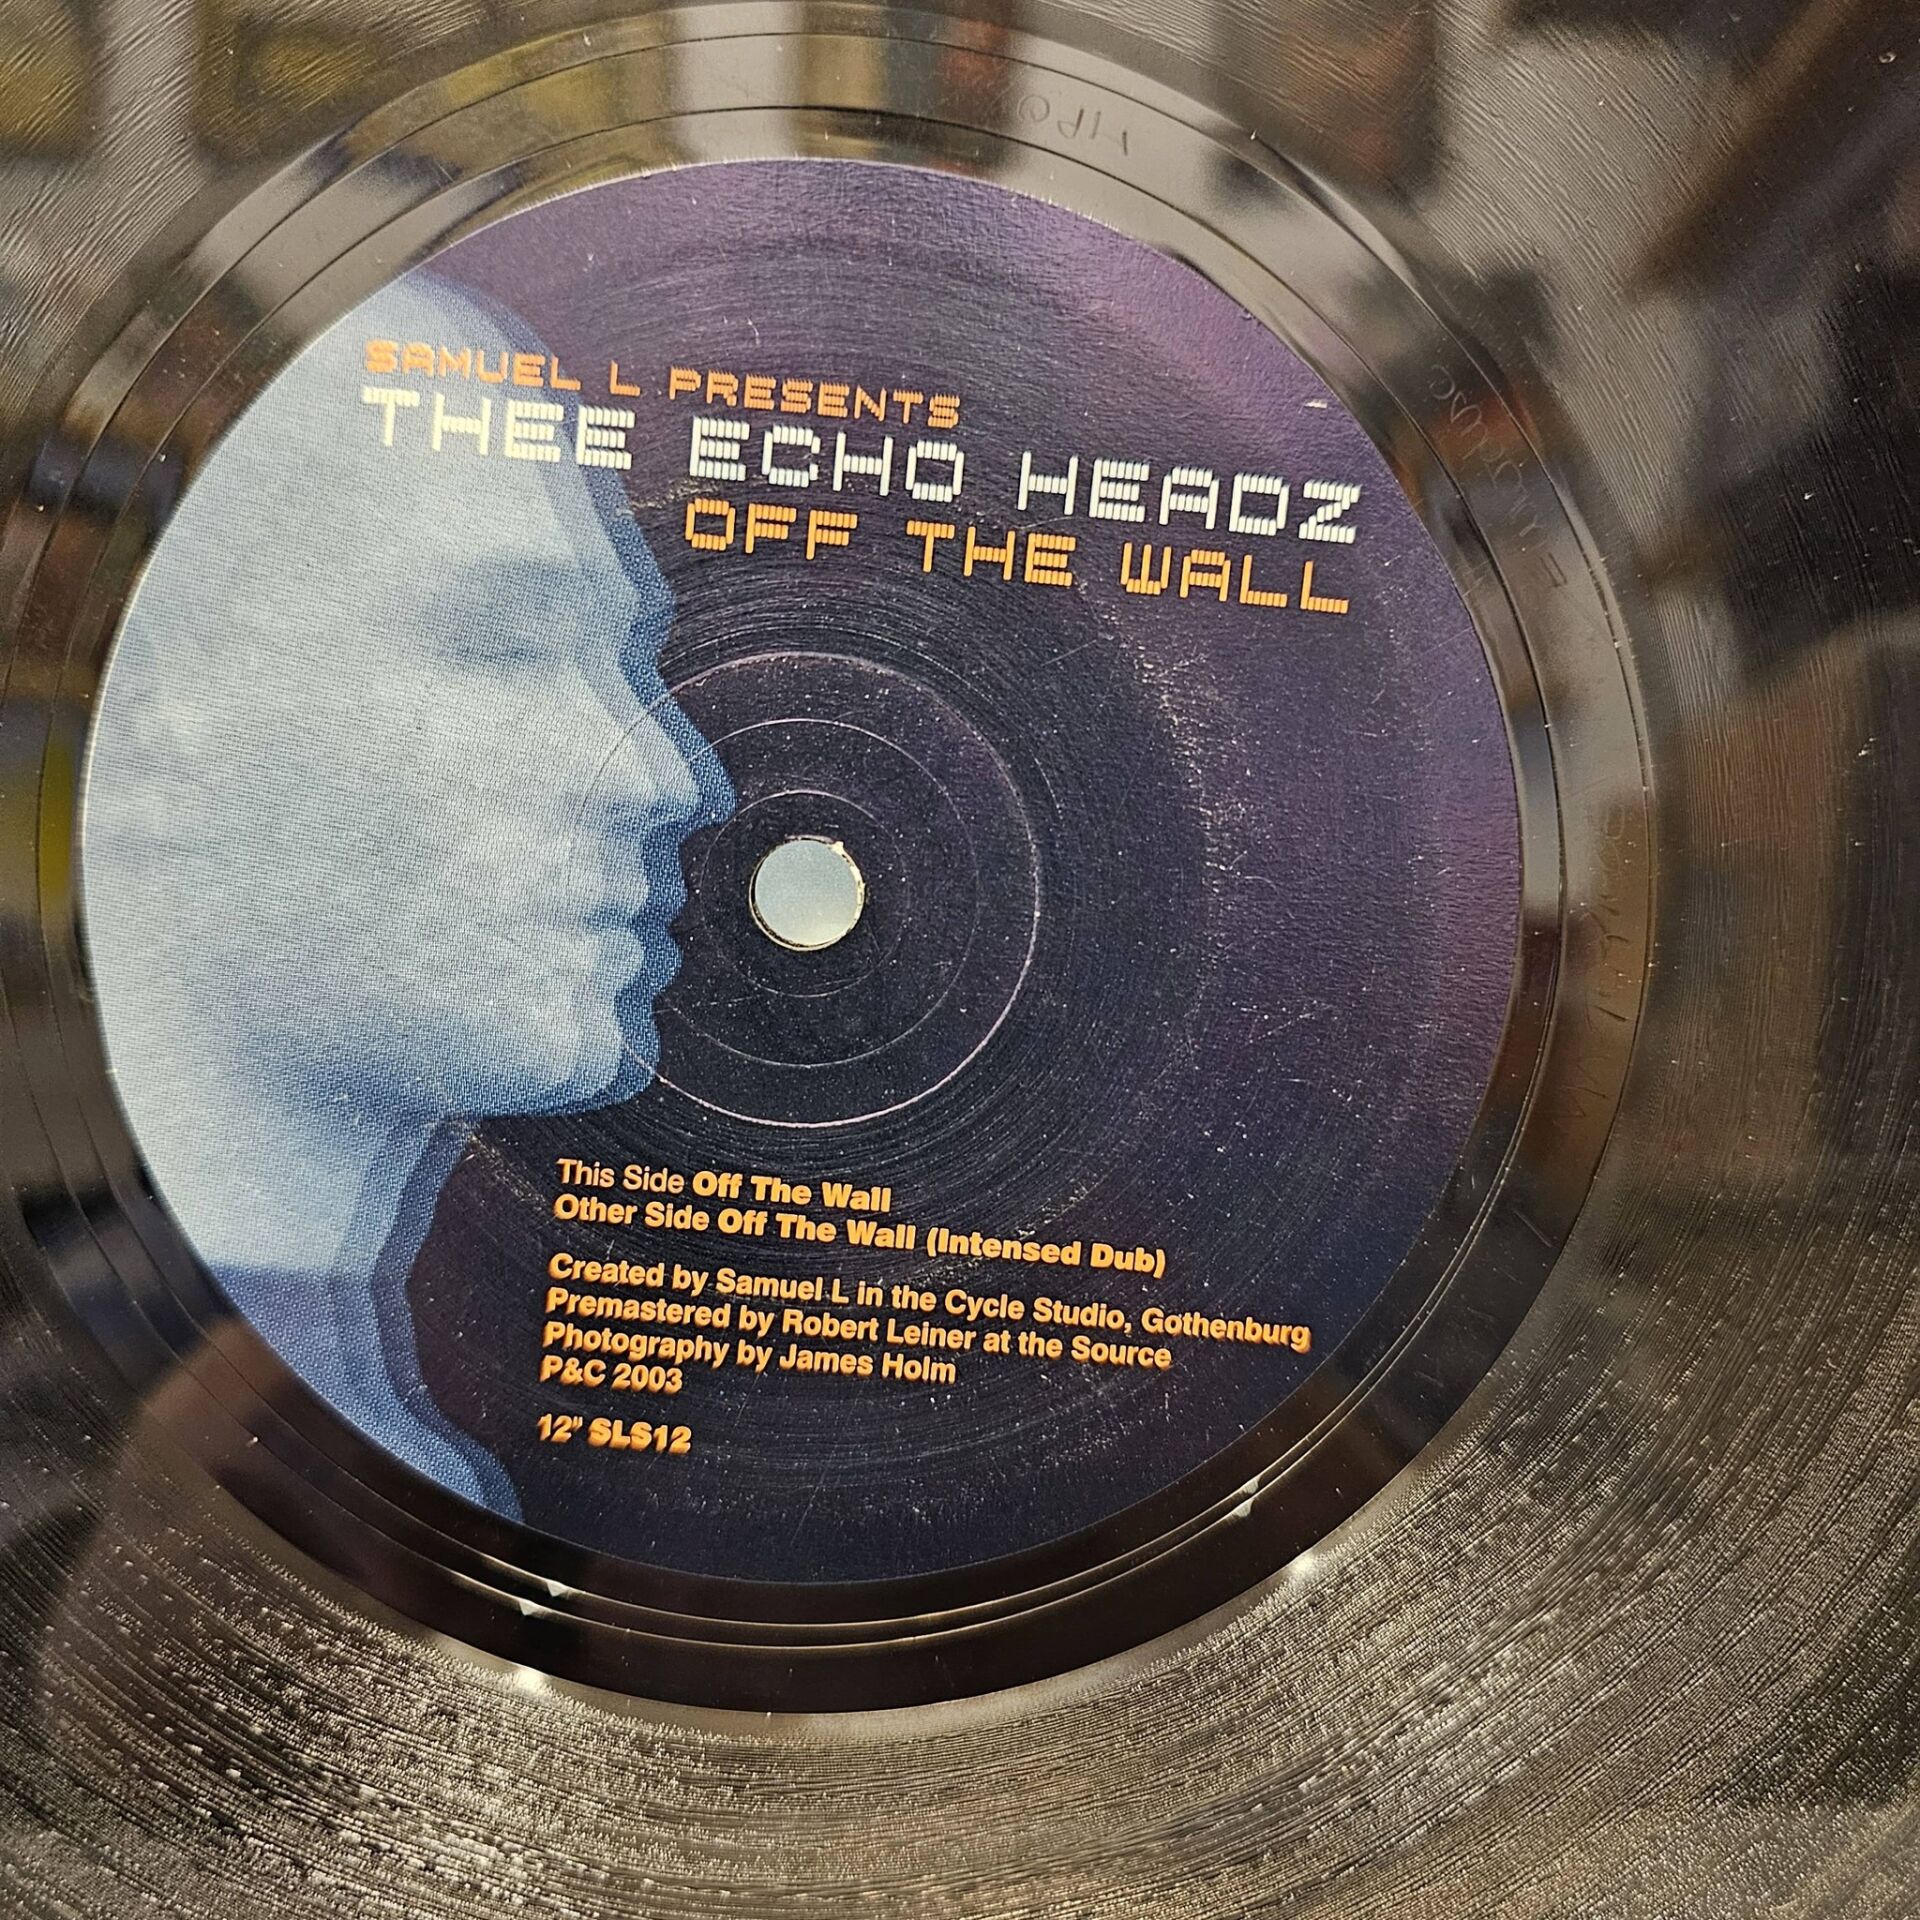 SAMUEL L PRESENTS
THEE ECHO HEADZ
OFF THE WALL
This Side Off The Wall
Other Side Off The Wall (Intensed Dub)
Created by Samuel L in the Cycle Studio, Gothenburg
Premastered by Robert Leiner at the Source
Photography by James Holm
P&C 2003
12" SLS12
MPO